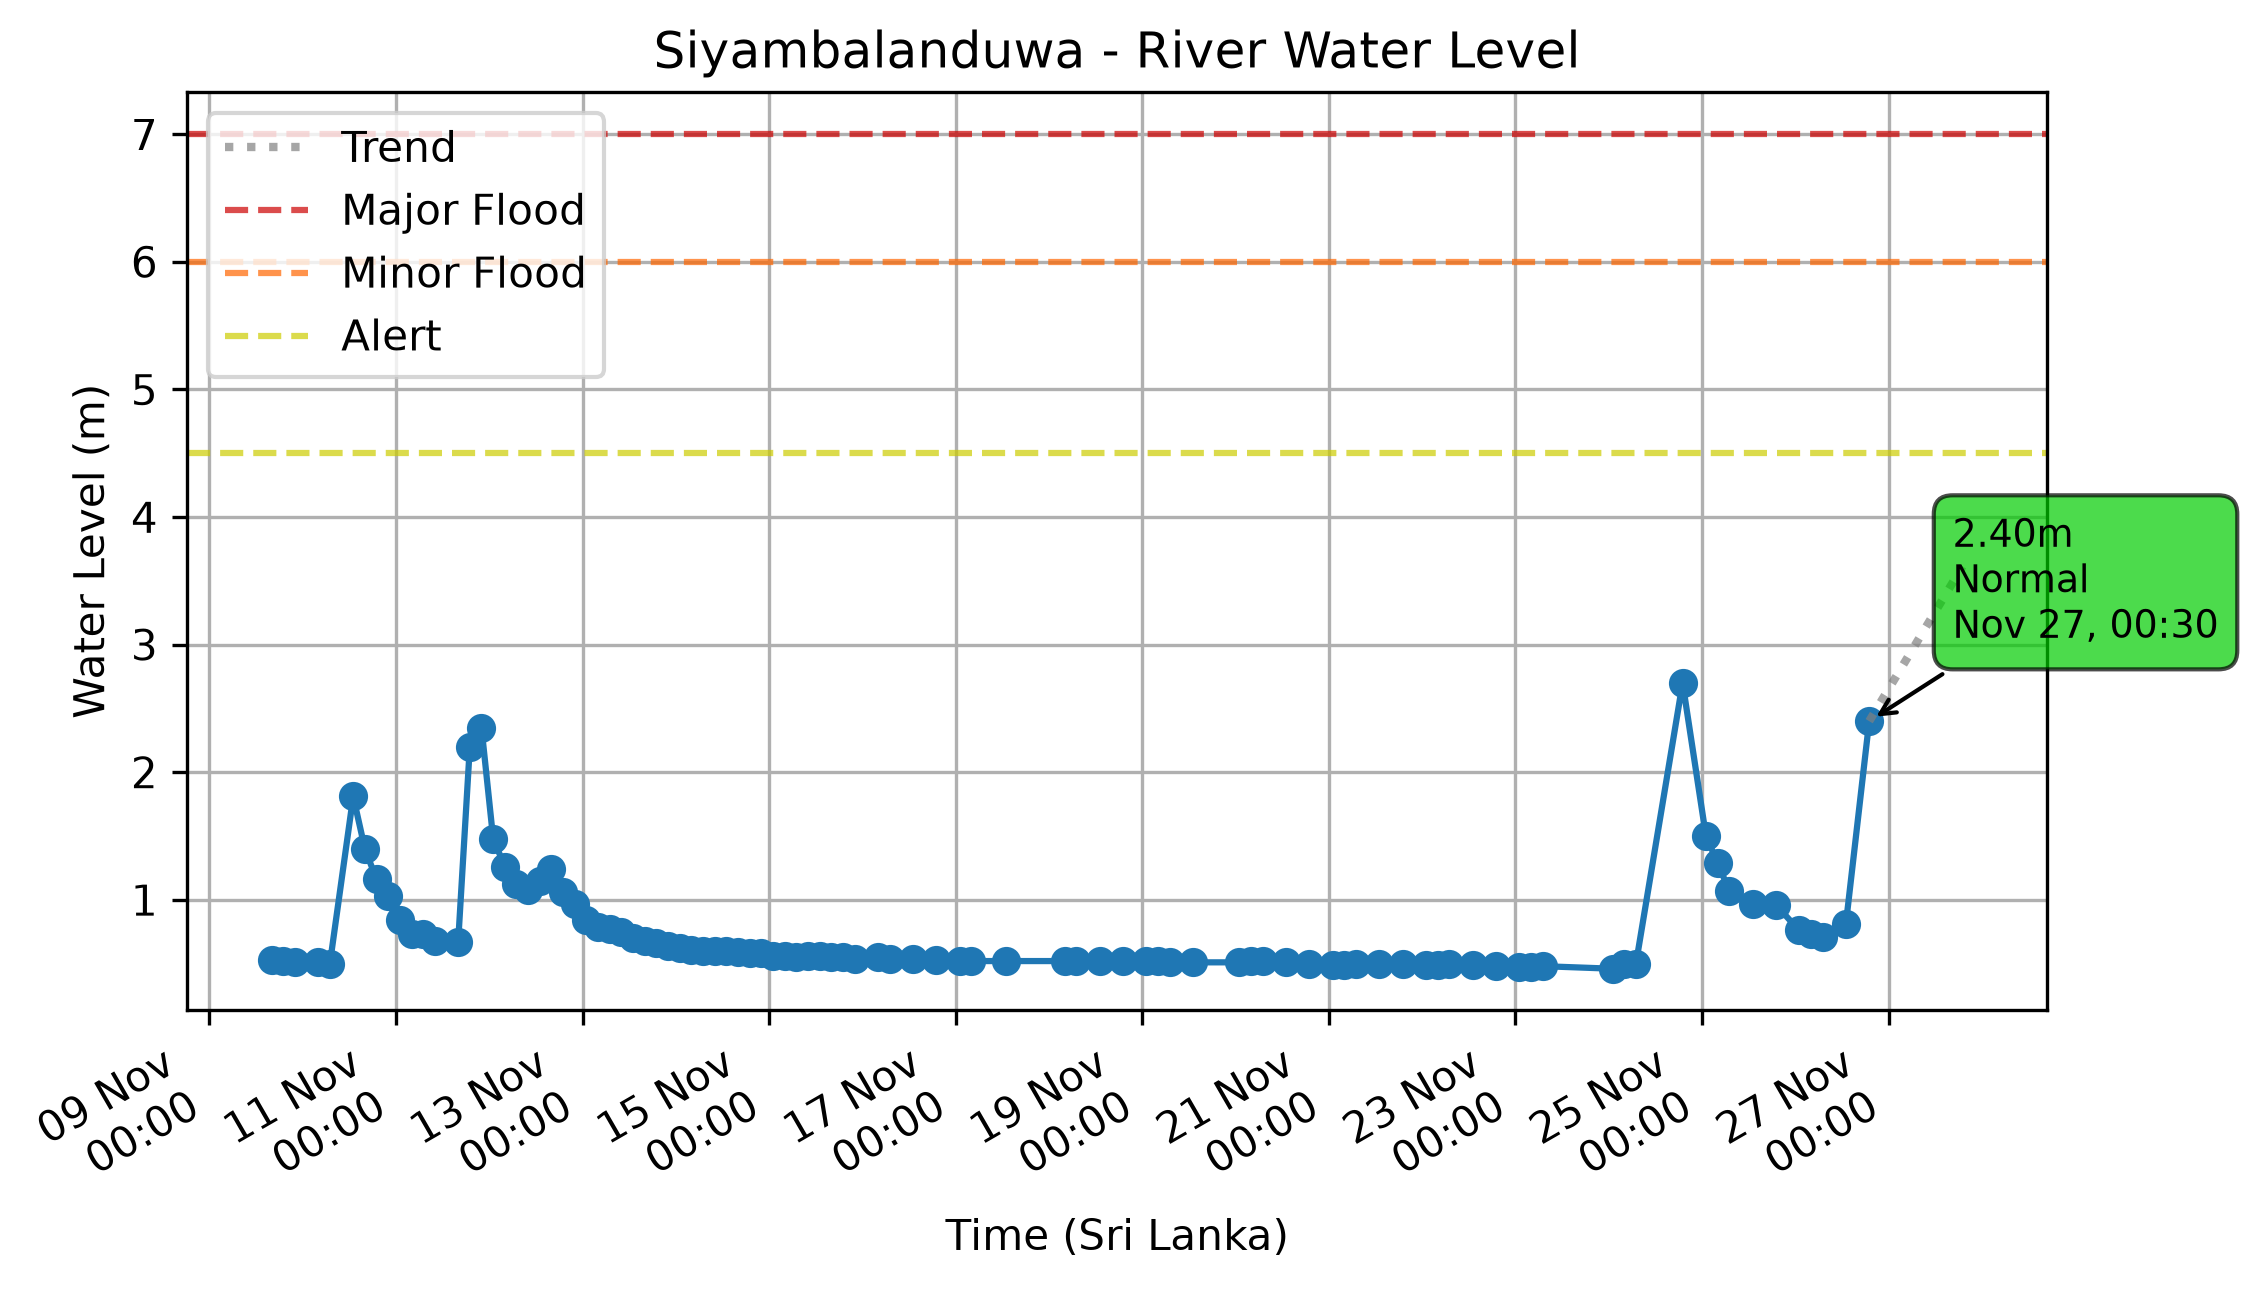 Siyambalanduwa - River Water Level
Trend
Major Flood
Minor Flood
Alert
7
6
5
4
3
2
1
Water Level (m)
2.40m
Normal
Nov 27, 00:30
09 Nov
00:00
11 Nov
00:00
13 Nov
00:00
15 Nov
00:00
17 Nov
00:00
19 Nov
00:00
21 Nov
00:00
23 Nov
00:00
25 Nov
00:00
27 Nov
00:00
Time (Sri Lanka)